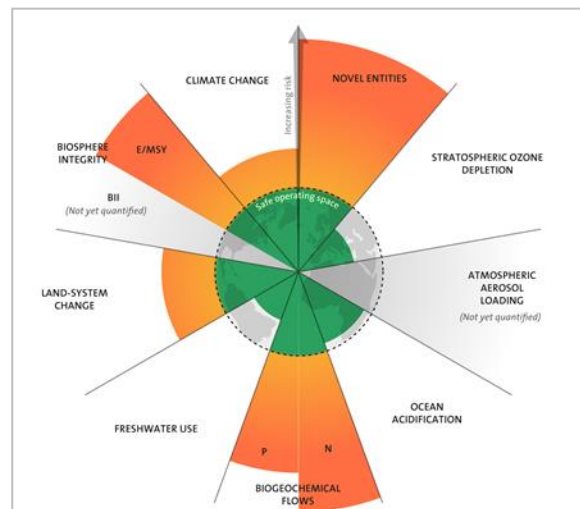 CLIMATE CHANGE
Increasing risk
NOVEL ENTITIES
BIOSPHERE
INTEGRITY
E/MSY
STRATOSPHERIC OZONE
DEPLETION
BII
(Not yet quantified)
Safe operating space
LAND-SYSTEM
CHANGE
ATMOSPHERIC
AEROSOL
LOADING
(Not yet quantified)
FRESHWATER USE
OCEAN
ACIDIFICATION
P
N
BIOGEOCHEMICAL
FLOWS